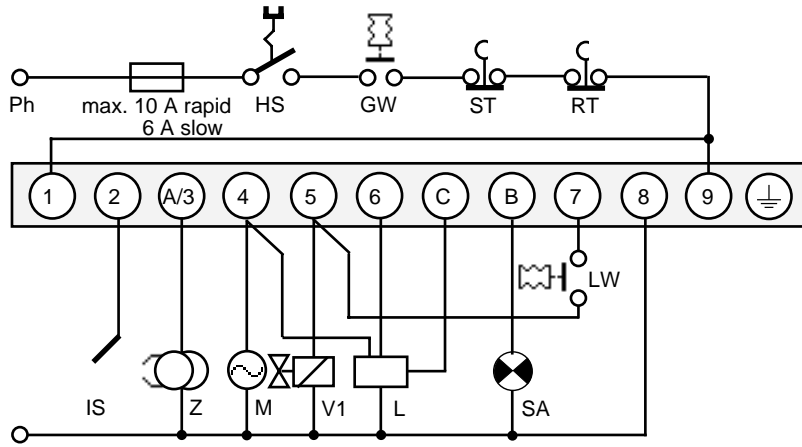 Ph
max. 10 A rapid
6 A slow
HS
GW
ST
RT
1 2 A/3 4 5 6 C B 7 8 9
LW
IS Z M V1 L SA